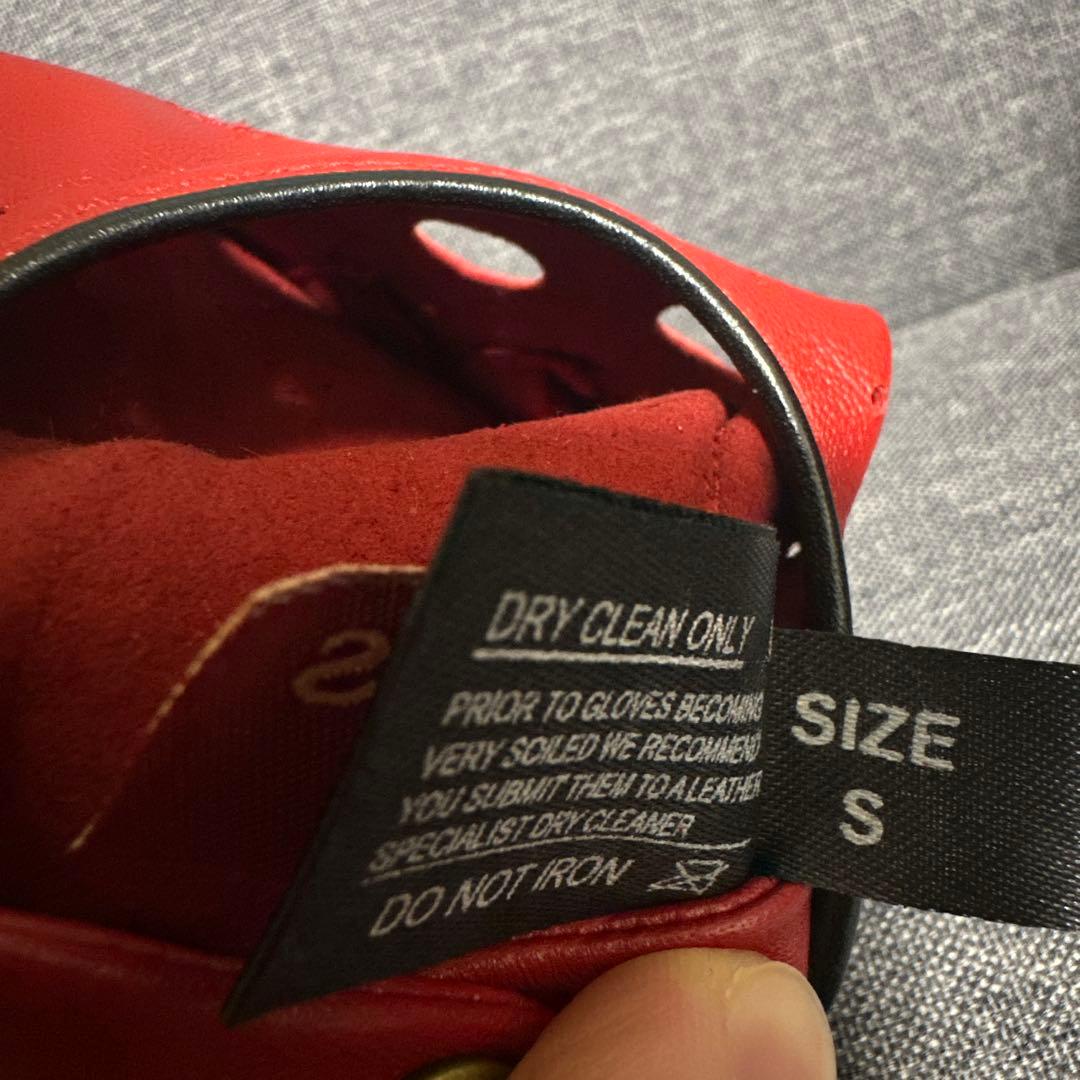 DRY CLEAN ONLY
PRIOR TO GLOVES BECOMING
VERY SOILED WE RECOMMEND
YOU SUBMIT THEM TO A LEATHER
SPECIALIST DRY CLEANER
DO NOT IRON
SIZE
S